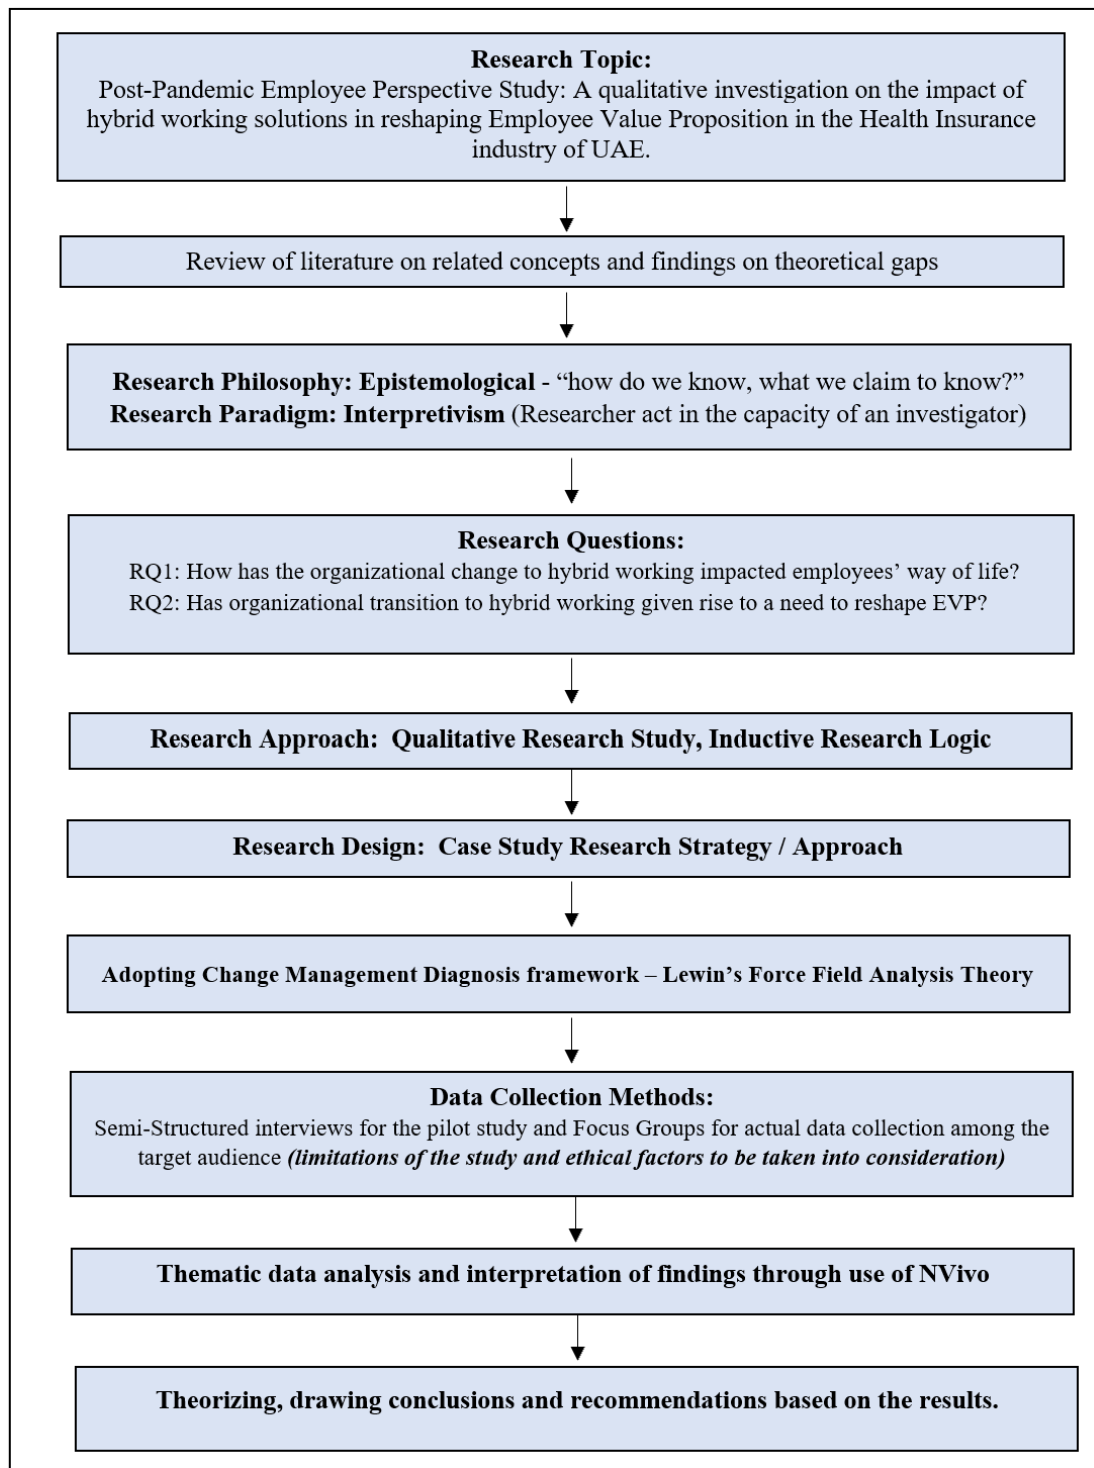 Research Topic:
Post-Pandemic Employee Perspective Study: A qualitative investigation on the impact of
hybrid working solutions in reshaping Employee Value Proposition in the Health Insurance
industry of UAE.
Review of literature on related concepts and findings on theoretical gaps
Research Philosophy: Epistemological - “how do we know, what we claim to know?”
Research Paradigm: Interpretivism (Researcher act in the capacity of an investigator)
Research Questions:
RQ1: How has the organizational change to hybrid working impacted employees’ way of life?
RQ2: Has organizational transition to hybrid working given rise to a need to reshape EVP?
Research Approach: Qualitative Research Study, Inductive Research Logic
Research Design: Case Study Research Strategy / Approach
Adopting Change Management Diagnosis framework – Lewin’s Force Field Analysis Theory
Data Collection Methods:
Semi-Structured interviews for the pilot study and Focus Groups for actual data collection among the
target audience (limitations of the study and ethical factors to be taken into consideration)
Thematic data analysis and interpretation of findings through use of NVivo
Theorizing, drawing conclusions and recommendations based on the results.